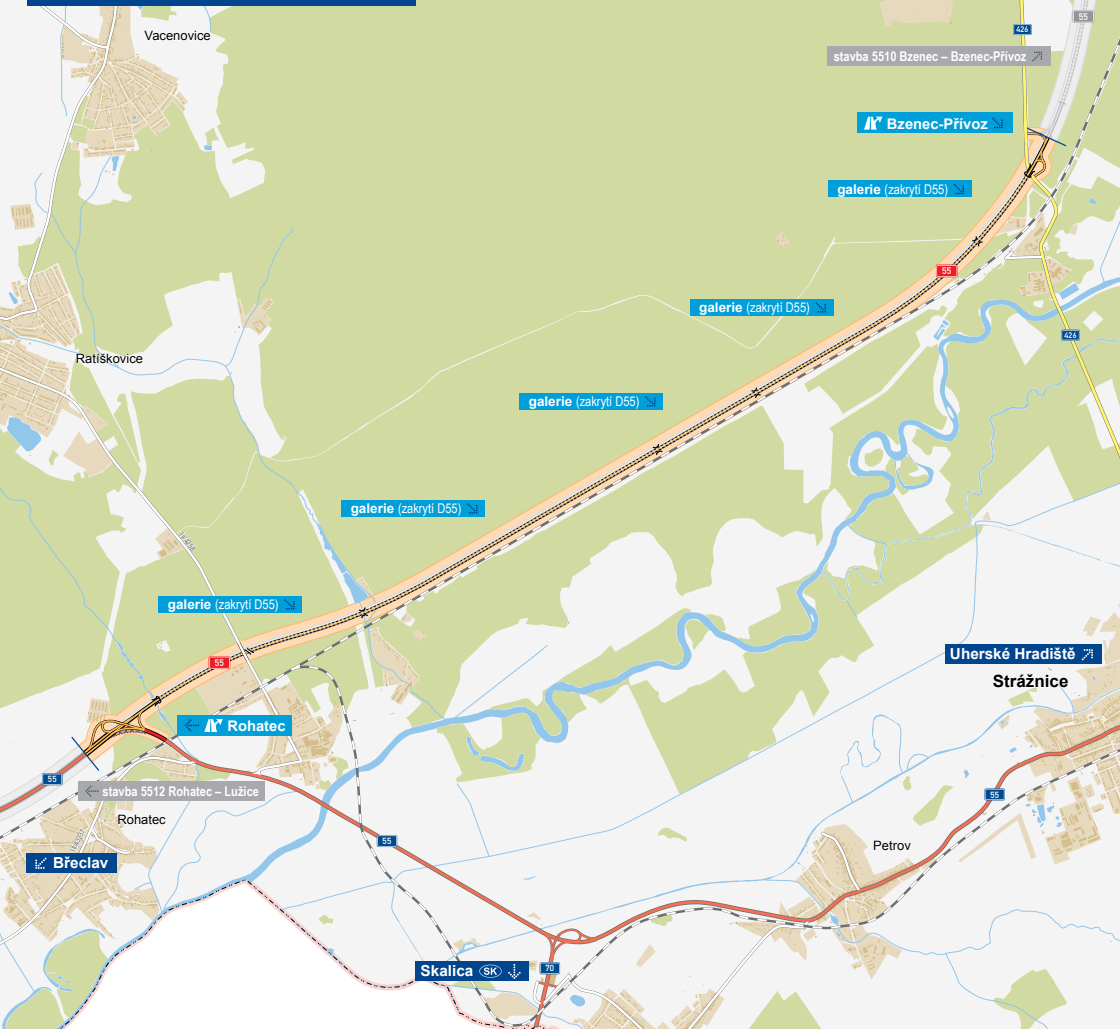 55
Vacenovice
426
stavba 5510 Bzenec – Bzenec-Přívoz
Bzenec-Přívoz
galerie (zakrytí D55)
55
galerie (zakrytí D55)
426
Ratíškovice
galerie (zakrytí D55)
galerie (zakrytí D55)
galerie (zakrytí D55)
Uherské Hradiště
55
Strážnice
Rohatec
55
stavba 5512 Rohatec – Lužice
55
Rohatec
55
Petrov
Břeclav
Skalica SK
70